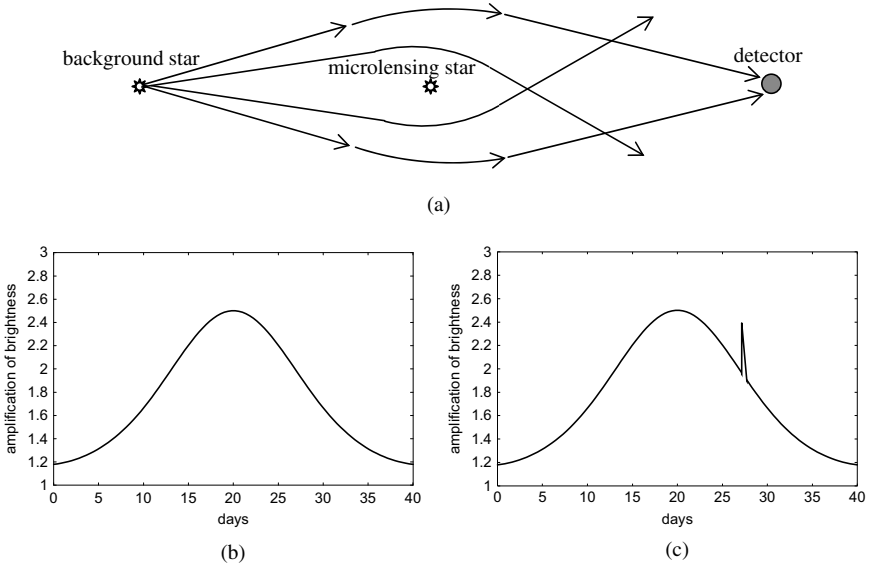 background star
microlensing star
detector
(a)
3
2.8
2.6
2.4
2.2
2
1.8
1.6
1.4
1.2
1
amplification of brightness
0 5 10 15 20 25 30 35 40
days
(b)
3
2.8
2.6
2.4
2.2
2
1.8
1.6
1.4
1.2
1
amplification of brightness
0 5 10 15 20 25 30 35 40
days
(c)